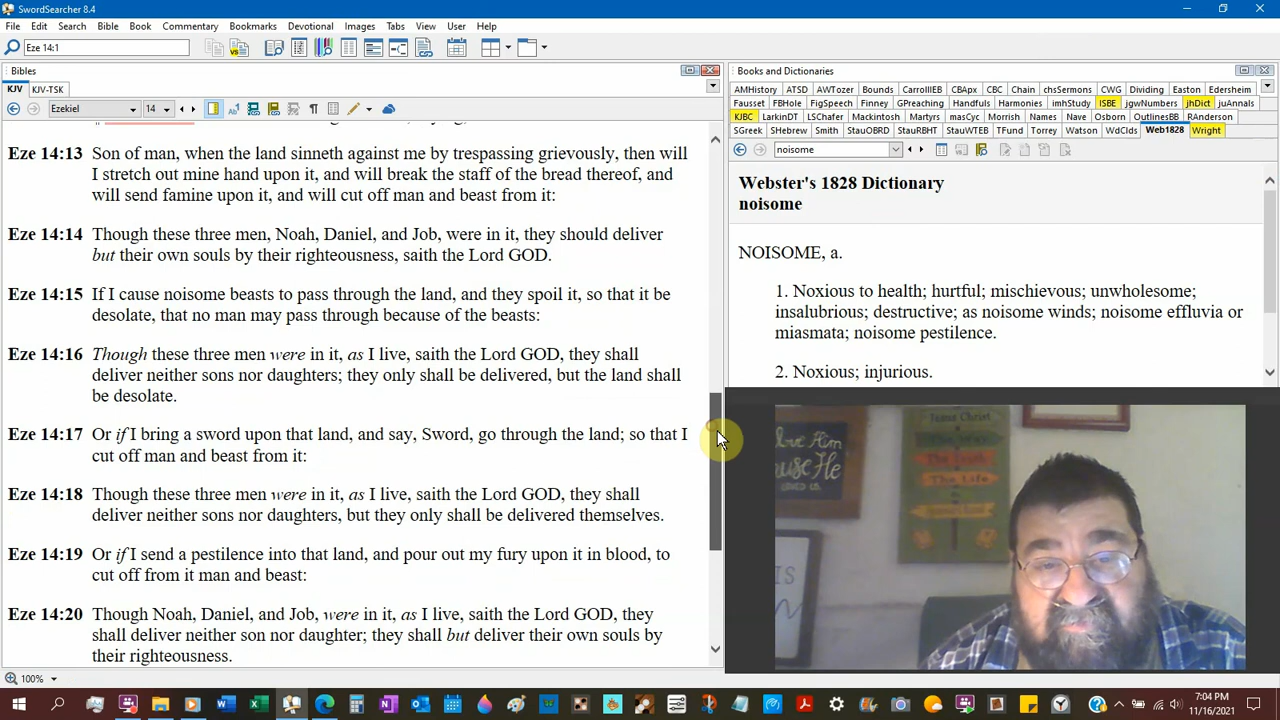 SwordSearcher 8.4
File Edit Search Bible Book Commentary Bookmarks Devotional Images Tabs View User Help
Eze 14:1
Bibles
KJV KJV-TSK
Ezekiel 14
Eze 14:13 Son of man, when the land sinneth against me by trespassing grievously, then will
I stretch out mine hand upon it, and will break the staff of the bread thereof, and
will send famine upon it, and will cut off man and beast from it:
Eze 14:14 Though these three men, Noah, Daniel, and Job, were in it, they should deliver
but their own souls by their righteousness, saith the Lord GOD.
Eze 14:15 If I cause noisome beasts to pass through the land, and they spoil it, so that it be
desolate, that no man may pass through because of the beasts:
Eze 14:16 Though these three men were in it, as I live, saith the Lord GOD, they shall
deliver neither sons nor daughters; they only shall be delivered, but the land shall
be desolate.
Eze 14:17 Or if I bring a sword upon that land, and say, Sword, go through the land; so that I
cut off man and beast from it:
Eze 14:18 Though these three men were in it, as I live, saith the Lord GOD, they shall
deliver neither sons nor daughters, but they only shall be delivered themselves.
Eze 14:19 Or if I send a pestilence into that land, and pour out my fury upon it in blood, to
cut off from it man and beast:
Eze 14:20 Though Noah, Daniel, and Job, were in it, as I live, saith the Lord GOD, they
shall deliver neither son nor daughter; they shall but deliver their own souls by
their righteousness.
100%
Books and Dictionaries
AMHistory ATSD AWTozer Bounds CarrollIEB CBApx CBC Chain chsSermons CWG Dividing Easton Edersheim
Fausset FBHole FigSpeech Finney GPreaching Handfuls Harmonies imhStudy ISBE jgwNumbers jhDict juAnnals
KJBC LarkinDT LSChafer Mackintosh Martyrs masCyc Morrish Names Nave Osborn OutlinesBB RAnderson
SGreek SHebrew Smith StauOBRD StauRBHT StauWTEB TFund Torrey Watson WdClds Web1828 Wright
noisome
Webster's 1828 Dictionary
noisome
NOISOME, a.
1. Noxious to health; hurtful; mischievous; unwholesome;
insalubrious; destructive; as noisome winds; noisome effluvia or
miasmata; noisome pestilence.
2. Noxious; injurious.
Jesus Christ
The Way
The Truth
The Life
Him
He
LOVED US
IS
7:04 PM
11/16/2021